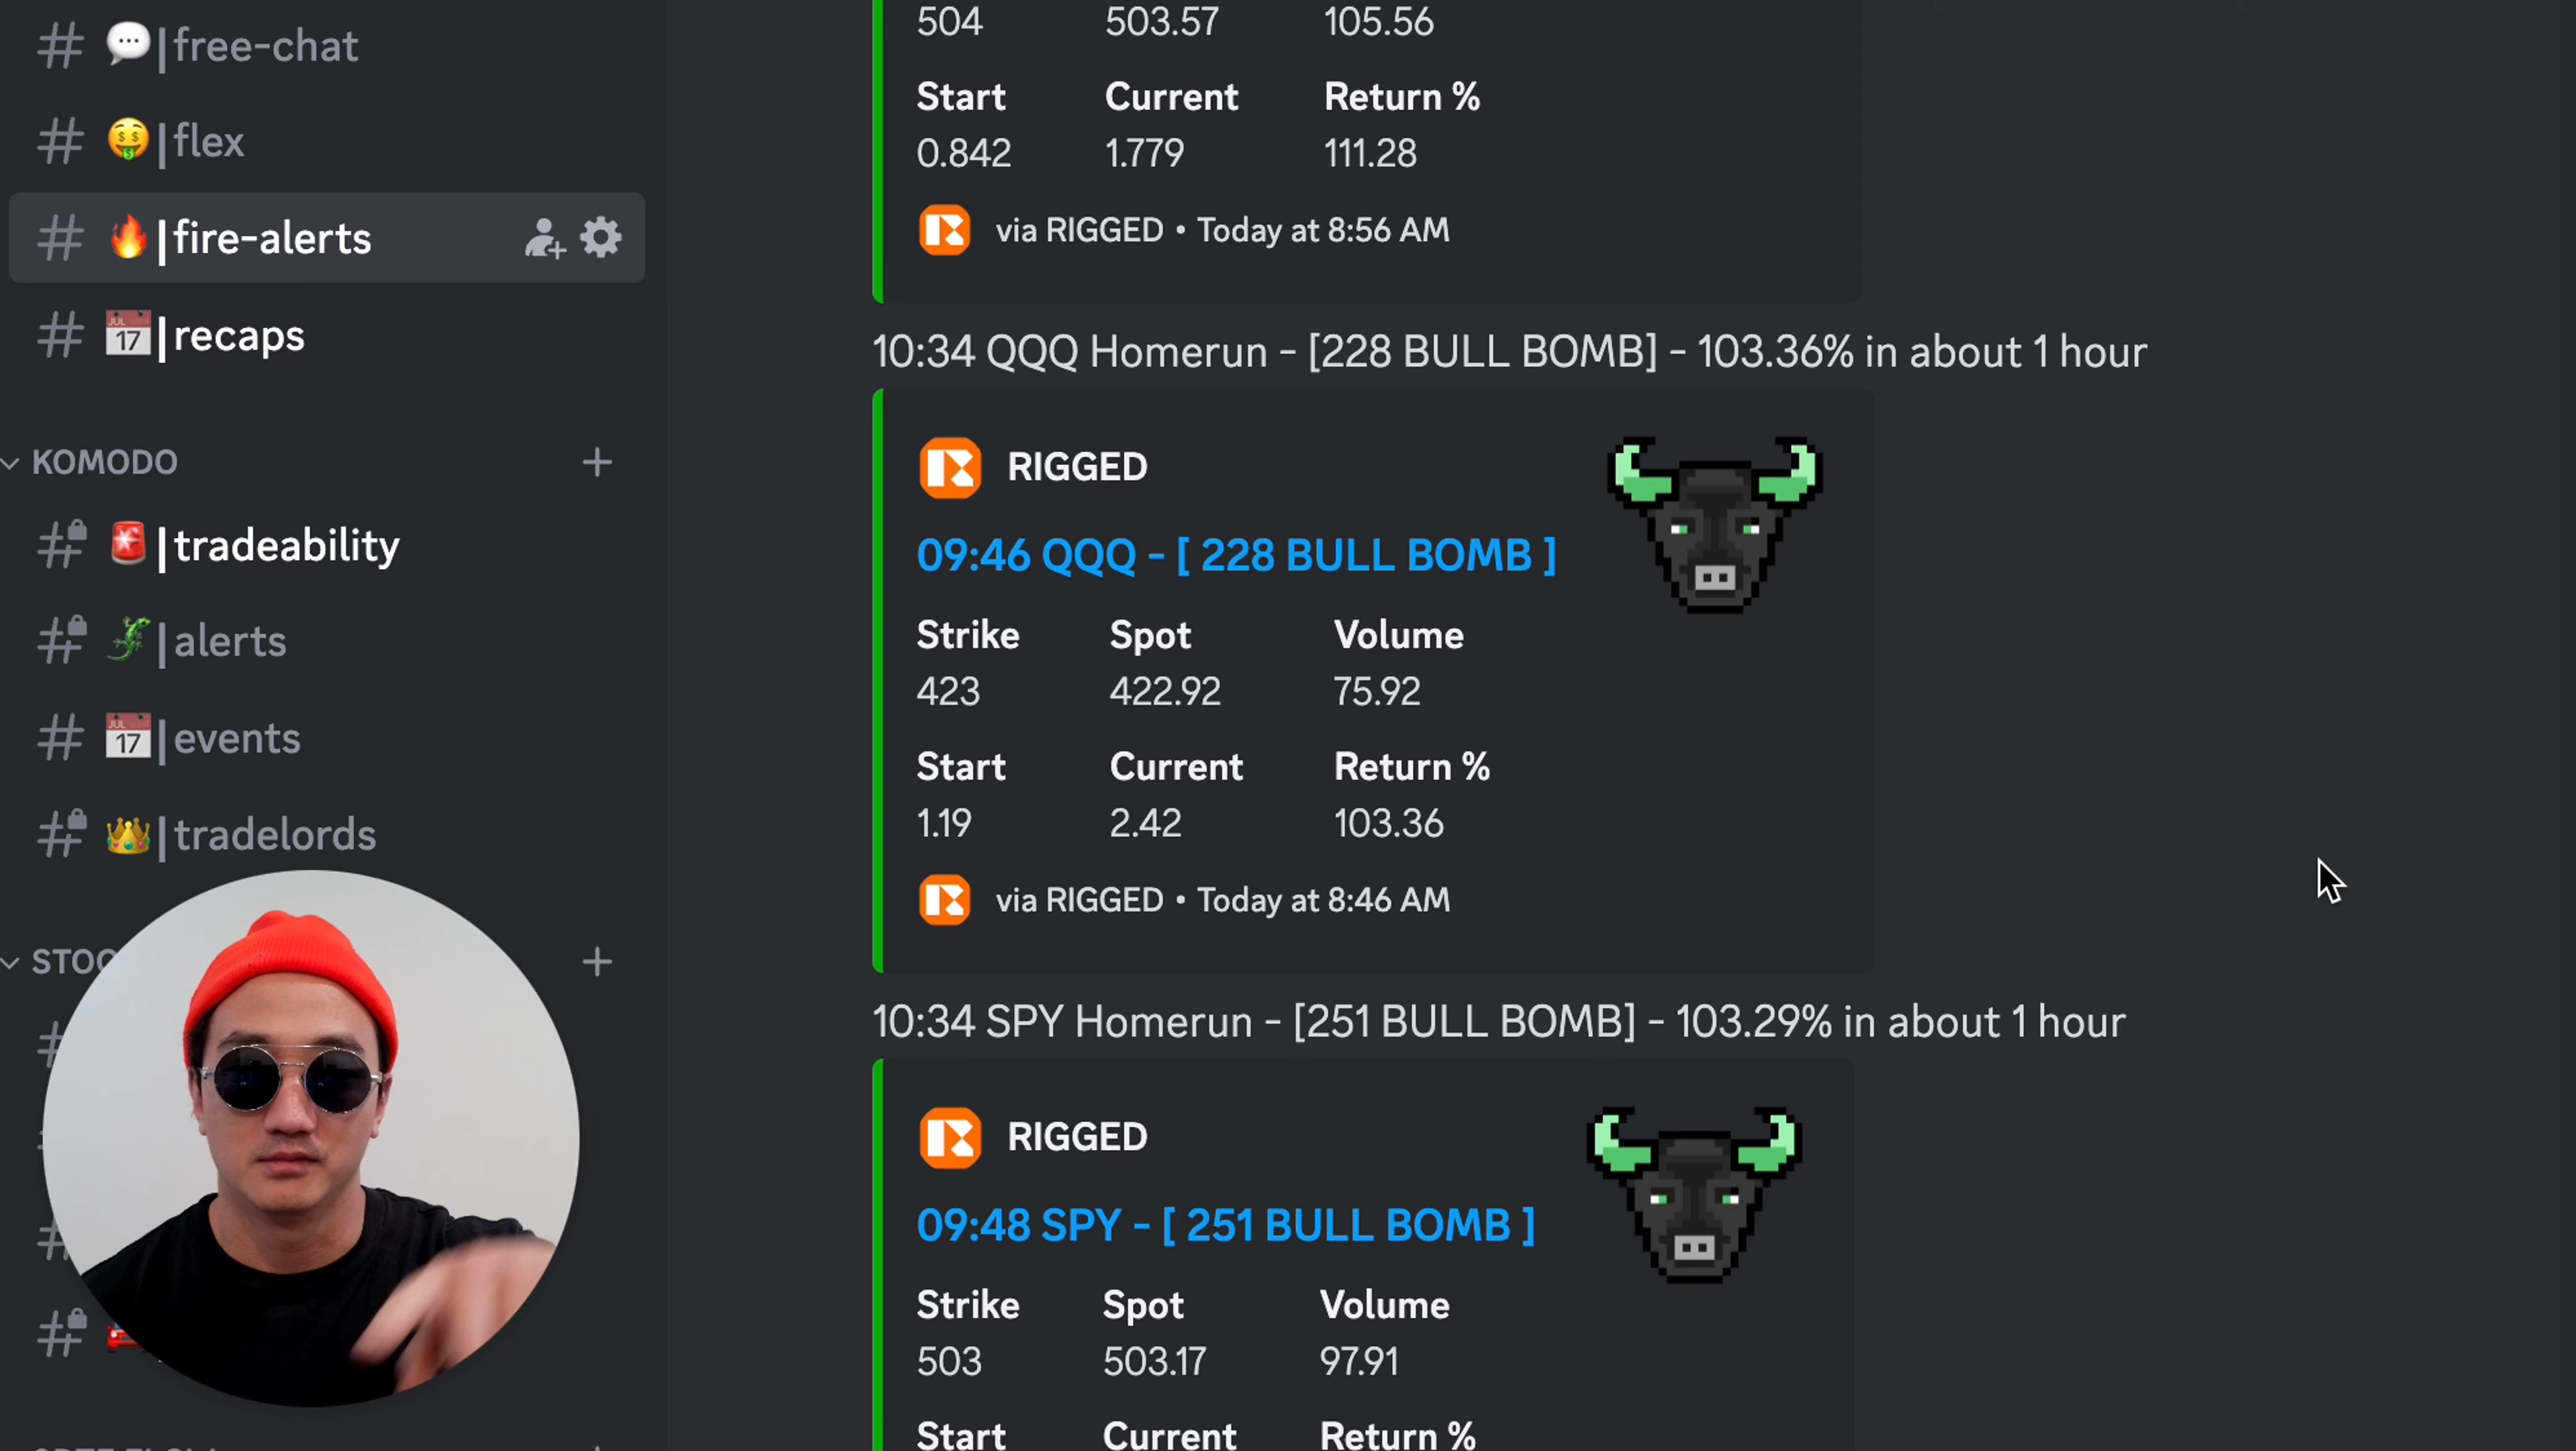 free-chat
flex
fire-alerts
recaps
KOMODO
tradeability
alerts
events
tradelords
504 503.57 105.56
Start Current Return %
0.842 1.779 111.28
via RIGGED • Today at 8:56 AM
10:34 QQQ Homerun - [228 BULL BOMB] - 103.36% in about 1 hour
RIGGED
09:46 QQQ - [ 228 BULL BOMB ]
Strike Spot Volume
423 422.92 75.92
Start Current Return %
1.19 2.42 103.36
via RIGGED • Today at 8:46 AM
10:34 SPY Homerun - [251 BULL BOMB] - 103.29% in about 1 hour
RIGGED
09:48 SPY - [ 251 BULL BOMB ]
Strike Spot Volume
503 503.17 97.91
Start Current Return %